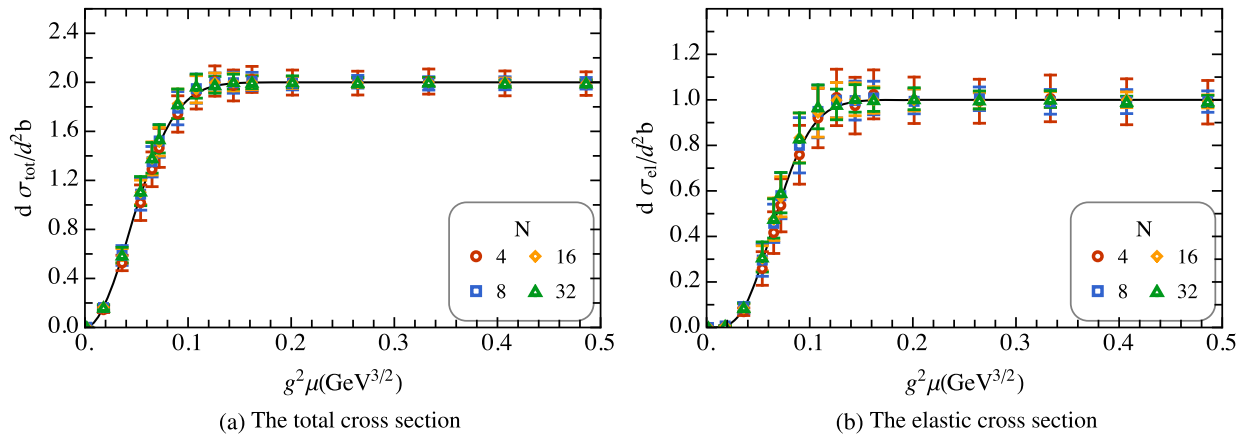 2.4
2.0
1.6
1.2
0.8
0.4
0.0
d σ_tot/d²b
N
4 16
8 32
0. 0.1 0.2 0.3 0.4 0.5
g²μ(GeV^3/2)
(a) The total cross section
1.2
1.0
0.8
0.6
0.4
0.2
0.0
d σ_el/d²b
N
4 16
8 32
0. 0.1 0.2 0.3 0.4 0.5
g²μ(GeV^3/2)
(b) The elastic cross section